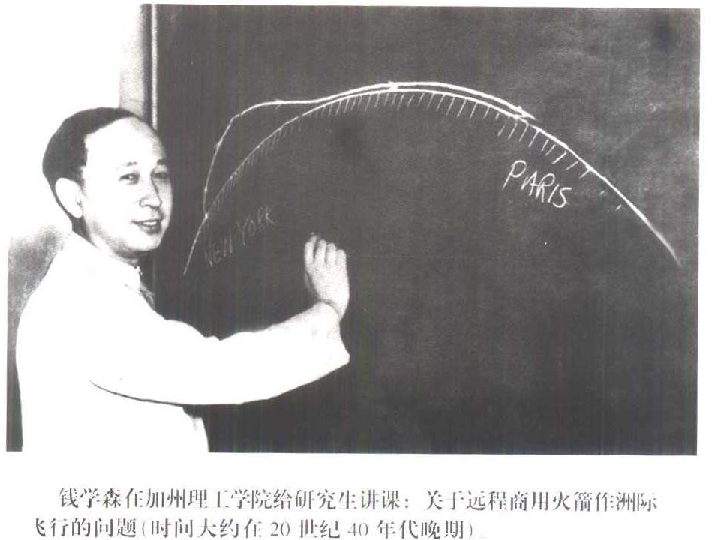 NEW YORK
PARIS
钱学森在加州理工学院给研究生讲课：关于远程商用火箭作洲际
飞行的问题(时间大约在20世纪40年代晚期)